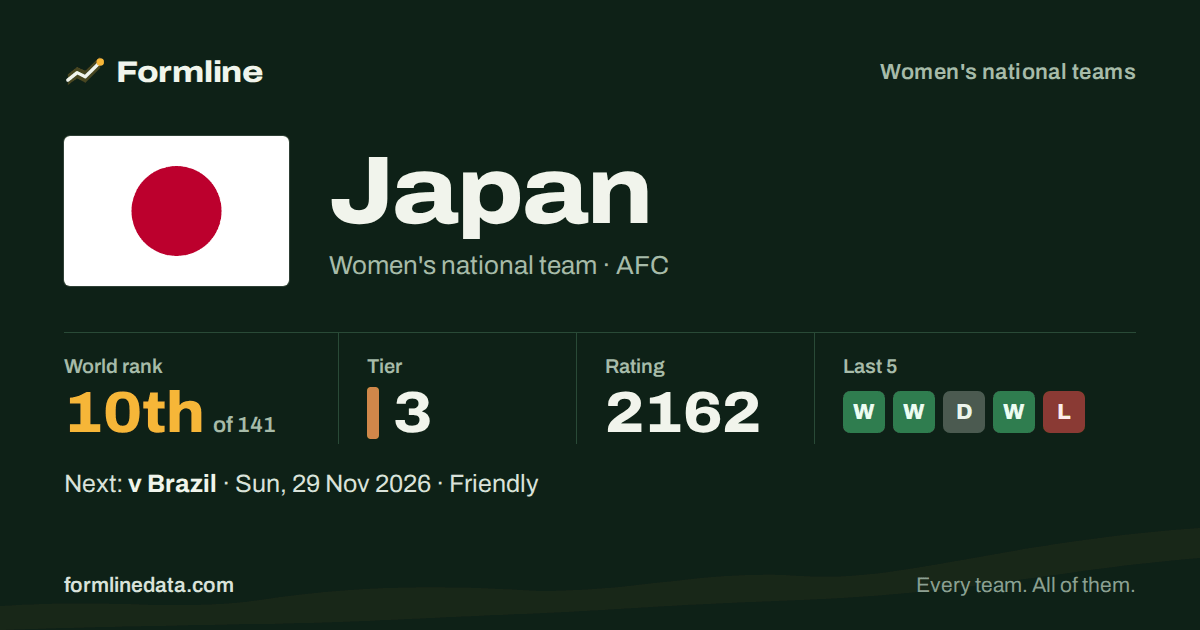 Formline
Women's national teams
Japan
Women's national team · AFC
World rank
10th of 141
Tier
3
Rating
2162
Last 5
W W D W L
Next: v Brazil · Sun, 29 Nov 2026 · Friendly
formlinedata.com
Every team. All of them.